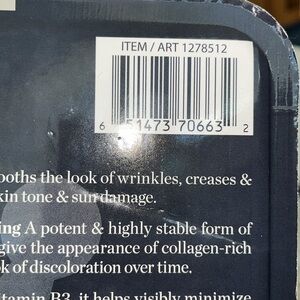 ITEM / ART 1278512
6 51473 70663 2
ooths the look of wrinkles, creases &
kin tone & sun damage.
ing A potent & highly stable form of
give the appearance of collagen-rich
ok of discoloration over time.
tamin B3, it helps visibly minimize